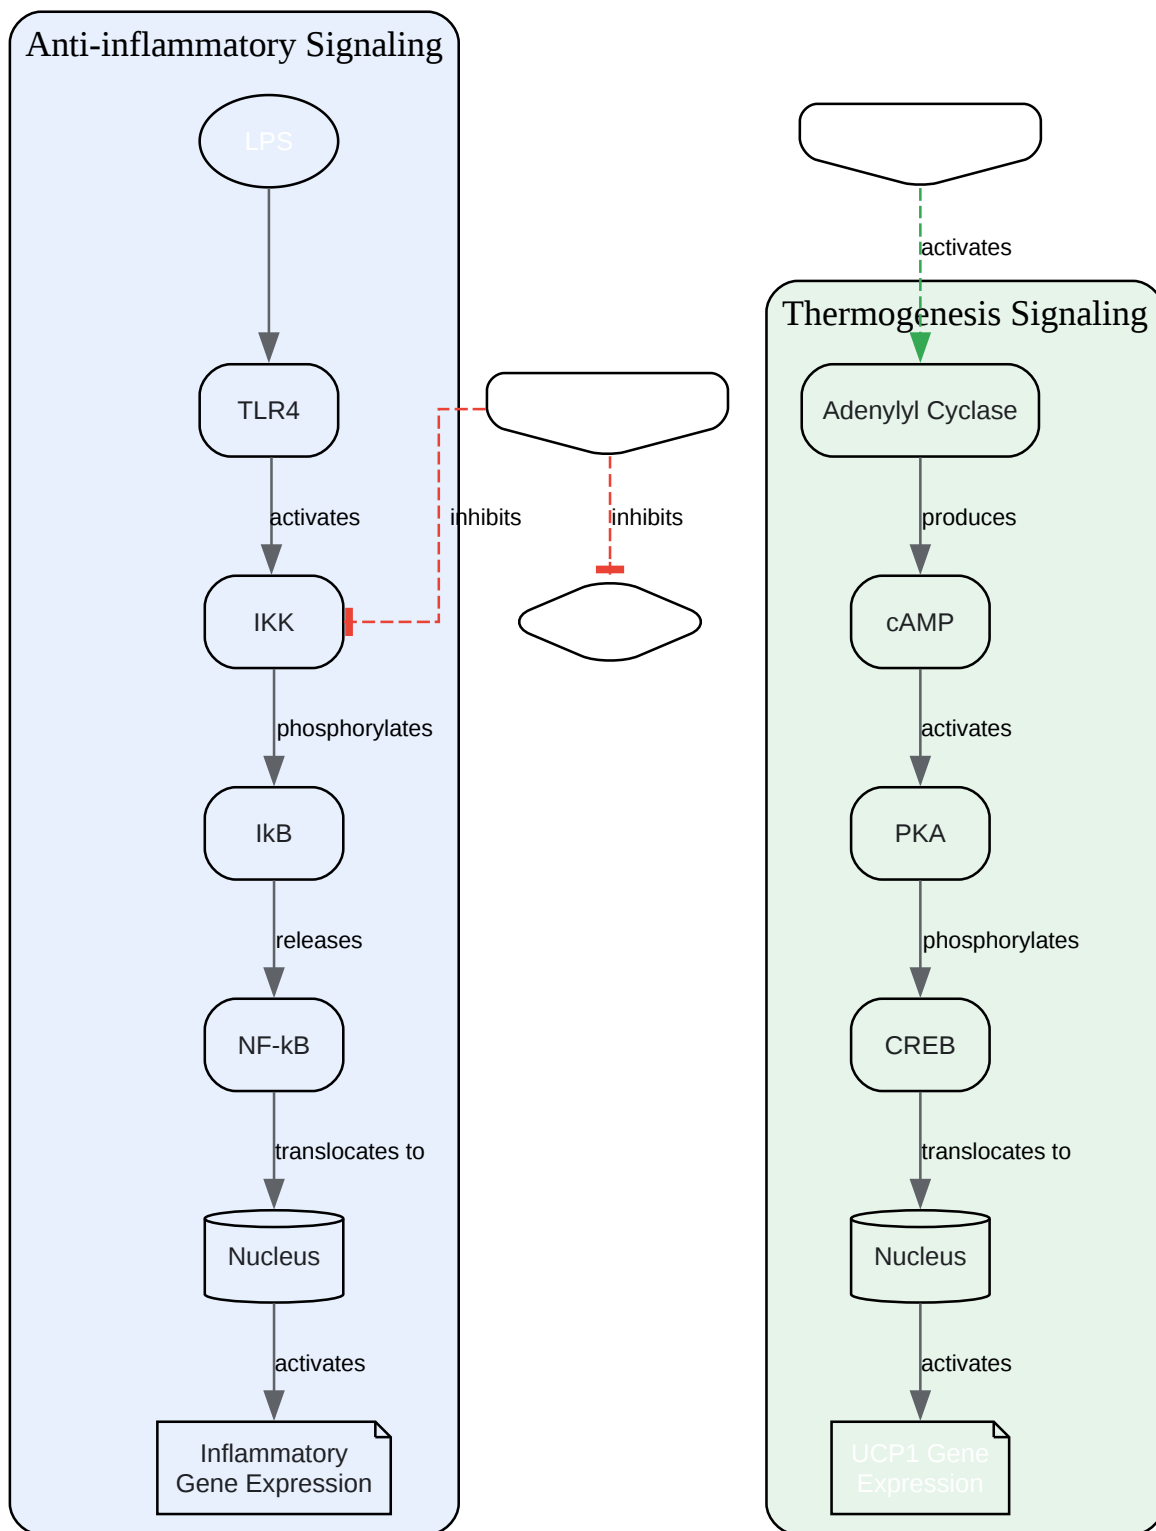 Anti-inflammatory Signaling
LPS
TLR4
activates
inhibits
IKK
phosphorylates
IkB
releases
NF-kB
translocates to
Nucleus
activates
Inflammatory
Gene Expression
inhibits
activates
Thermogenesis Signaling
Adenylyl Cyclase
produces
cAMP
activates
PKA
phosphorylates
CREB
translocates to
Nucleus
activates
UCP1 Gene
Expression